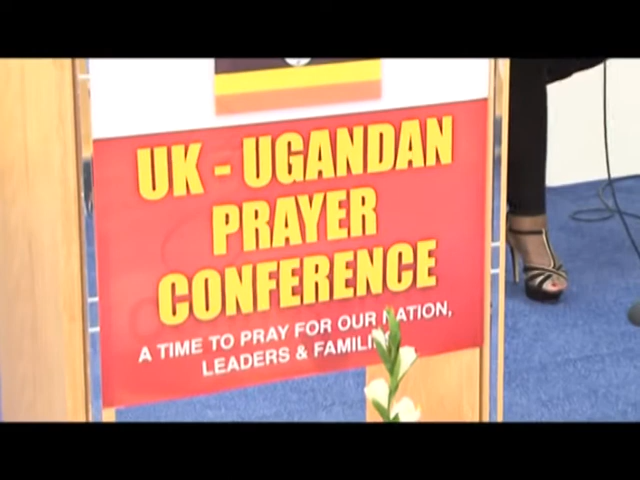 UK - UGANDAN
PRAYER
CONFERENCE
A TIME TO PRAY FOR OUR NATION,
LEADERS & FAMILIES